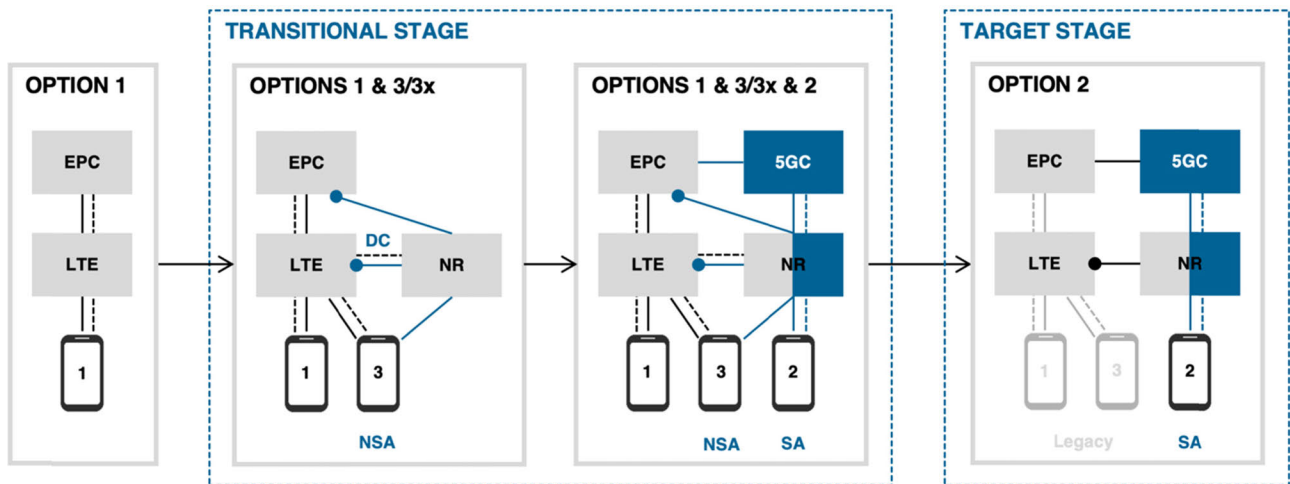 TRANSITIONAL STAGE
TARGET STAGE
OPTION 1
EPC
LTE
1
OPTIONS 1 & 3/3x
EPC
DC
LTE
NR
1
3
NSA
OPTIONS 1 & 3/3x & 2
EPC
5GC
LTE
NR
1
3
2
NSA
SA
OPTION 2
EPC
5GC
LTE
NR
1
3
2
Legacy
SA